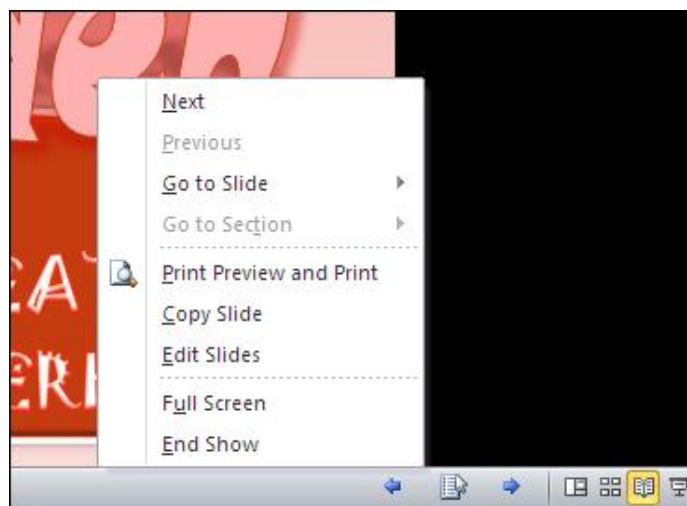 Next
Previous
Go to Slide
Go to Section
Print Preview and Print
Copy Slide
Edit Slides
Full Screen
End Show